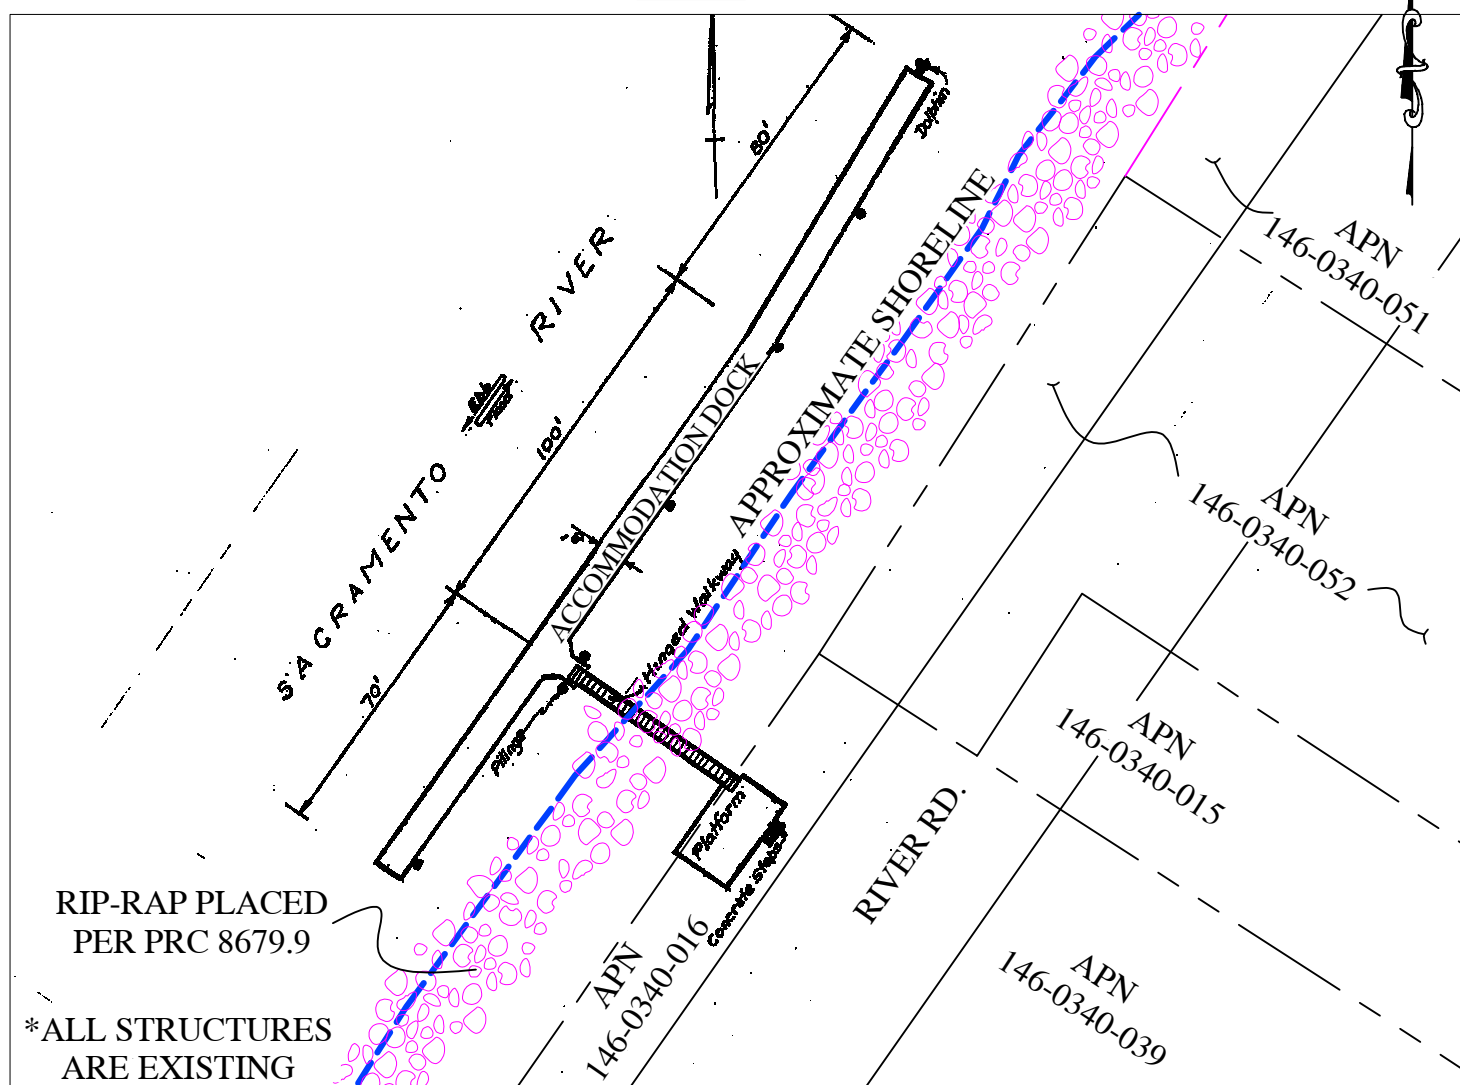 80'
Dolphin
SACRAMENTO RIVER
100'
70'
ACCOMMODATION DOCK
APPROXIMATE SHORELINE
Hinged Walkway
Pilings
Platform
Concrete Steps
RIVER RD.
APN
146-0340-051
APN
146-0340-052
APN
146-0340-015
APN
146-0340-039
APN
146-0340-016
RIP-RAP PLACED
PER PRC 8679.9
*ALL STRUCTURES
ARE EXISTING